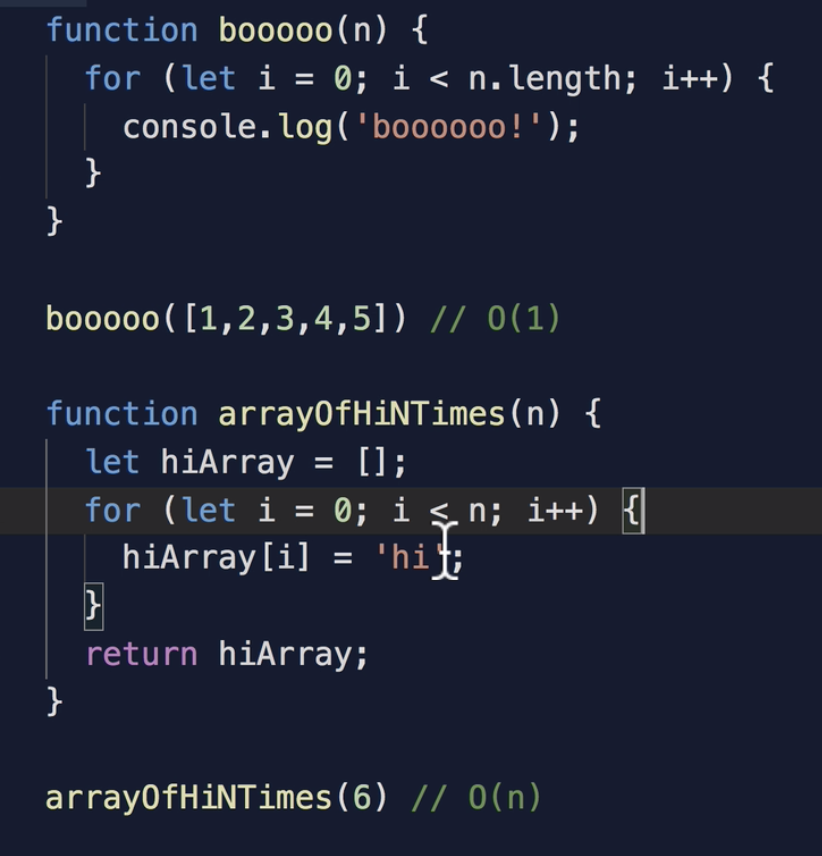 function booooo(n) {
  for (let i = 0; i < n.length; i++) {
    console.log('boooooo!');
  }
}
booooo([1,2,3,4,5]) // O(1)
function arrayOfHiNTimes(n) {
  let hiArray = [];
  for (let i = 0; i < n; i++) {
    hiArray[i] = 'hi';
  }
  return hiArray;
}
arrayOfHiNTimes(6) // O(n)